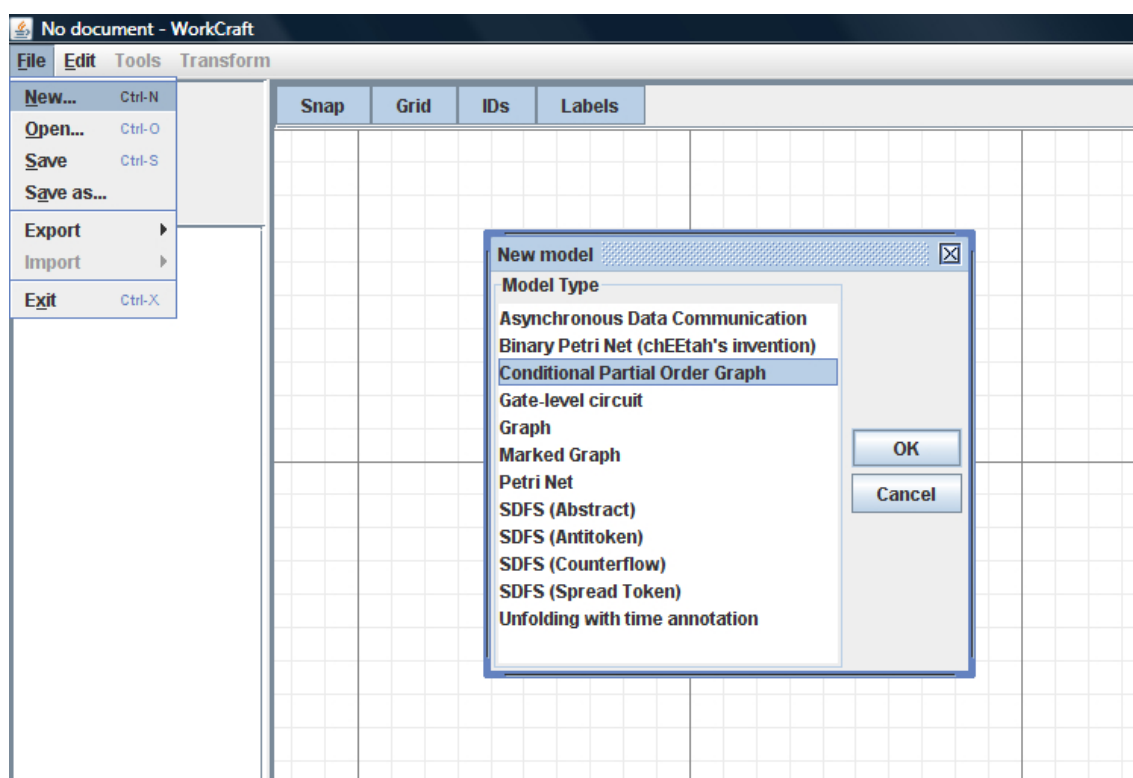 No document - WorkCraft
File Edit Tools Transform
New... Ctrl-N
Open... Ctrl-O
Save Ctrl-S
Save as...
Export
Import
Exit Ctrl-X
Snap Grid IDs Labels
New model
Model Type
Asynchronous Data Communication
Binary Petri Net (chEEtah's invention)
Conditional Partial Order Graph
Gate-level circuit
Graph
Marked Graph
Petri Net
SDFS (Abstract)
SDFS (Antitoken)
SDFS (Counterflow)
SDFS (Spread Token)
Unfolding with time annotation
OK
Cancel